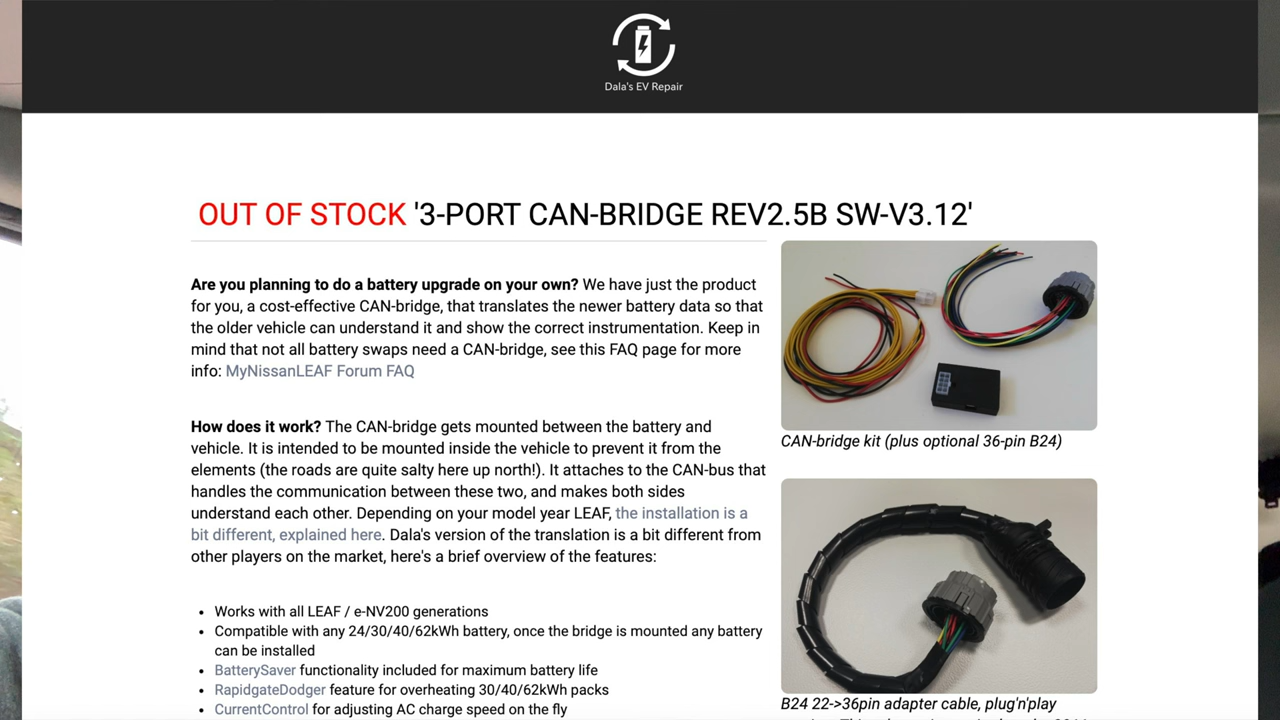 Dala's EV Repair
OUT OF STOCK '3-PORT CAN-BRIDGE REV2.5B SW-V3.12'
Are you planning to do a battery upgrade on your own? We have just the product
for you, a cost-effective CAN-bridge, that translates the newer battery data so that
the older vehicle can understand it and show the correct instrumentation. Keep in
mind that not all battery swaps need a CAN-bridge, see this FAQ page for more
info: MyNissanLEAF Forum FAQ
How does it work? The CAN-bridge gets mounted between the battery and
vehicle. It is intended to be mounted inside the vehicle to prevent it from the
elements (the roads are quite salty here up north!). It attaches to the CAN-bus that
handles the communication between these two, and makes both sides
understand each other. Depending on your model year LEAF, the installation is a
bit different, explained here. Dala's version of the translation is a bit different from
other players on the market, here's a brief overview of the features:
• Works with all LEAF / e-NV200 generations
• Compatible with any 24/30/40/62kWh battery, once the bridge is mounted any battery
can be installed
• BatterySaver functionality included for maximum battery life
• RapidgateDodger feature for overheating 30/40/62kWh packs
• CurrentControl for adjusting AC charge speed on the fly
CAN-bridge kit (plus optional 36-pin B24)
B24 22->36pin adapter cable, plug'n'play